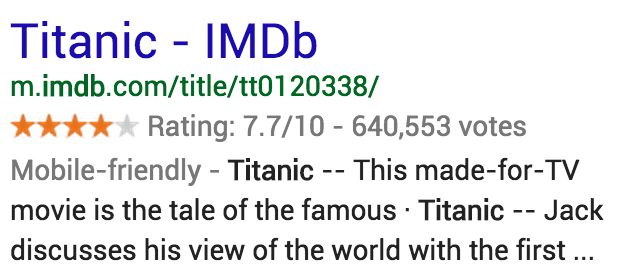 Titanic - IMDb
m.imdb.com/title/tt0120338/
Rating: 7.7/10 - 640,553 votes
Mobile-friendly - Titanic -- This made-for-TV
movie is the tale of the famous · Titanic -- Jack
discusses his view of the world with the first ...